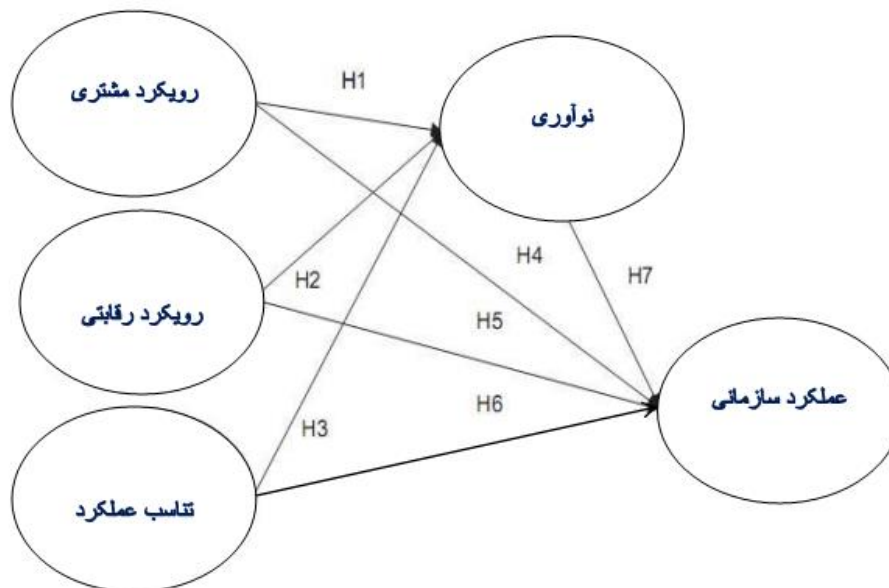 رویکرد مشتری
H1
نوآوری
H4
H7
H2
رویکرد رقابتی
H5
عملکرد سازمانی
H6
H3
تناسب عملکرد